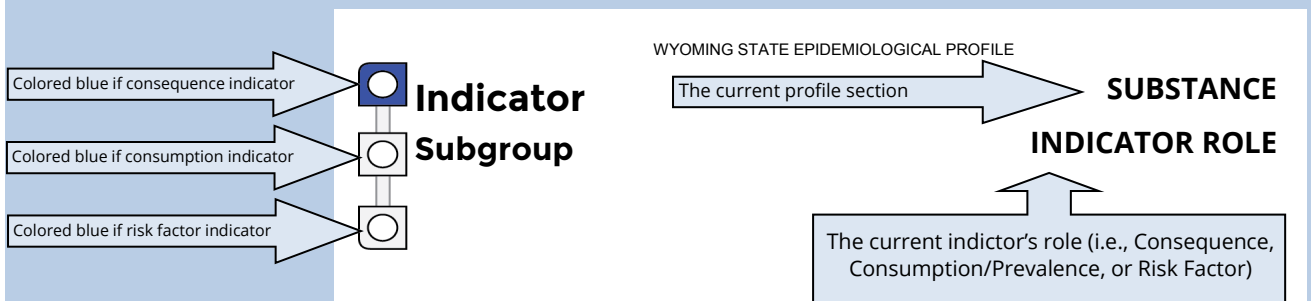 WYOMING STATE EPIDEMIOLOGICAL PROFILE
Colored blue if consequence indicator
Indicator
The current profile section
SUBSTANCE
Colored blue if consumption indicator
Subgroup
INDICATOR ROLE
Colored blue if risk factor indicator
The current indictor’s role (i.e., Consequence,
Consumption/Prevalence, or Risk Factor)